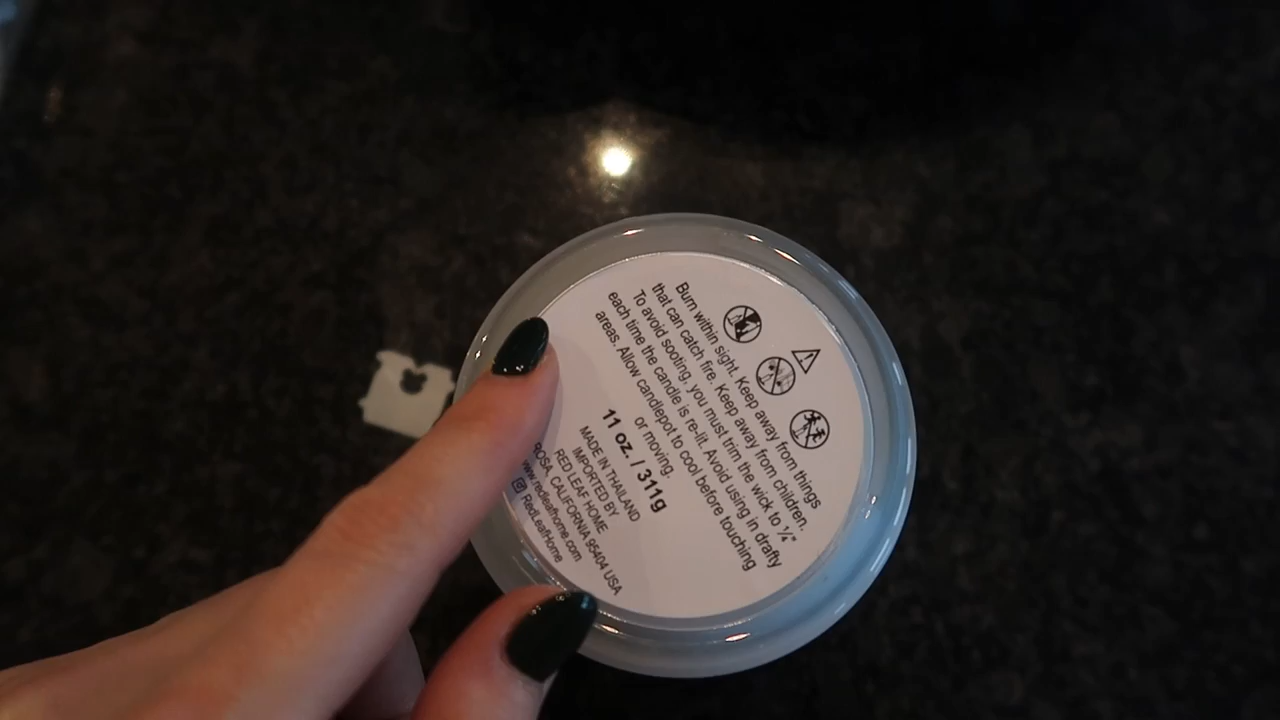 Burn within sight. Keep away from things
that can catch fire. Keep away from children.
To avoid sooting, you must trim the wick to ¼"
each time the candle is re-lit. Avoid using in drafty
areas. Allow candlepot to cool before touching
or moving.
11 oz. / 311g
MADE IN THAILAND
IMPORTED BY
RED LEAF HOME
ROSA, CALIFORNIA 95404 USA
www.redleafhome.com
RedLeafHome